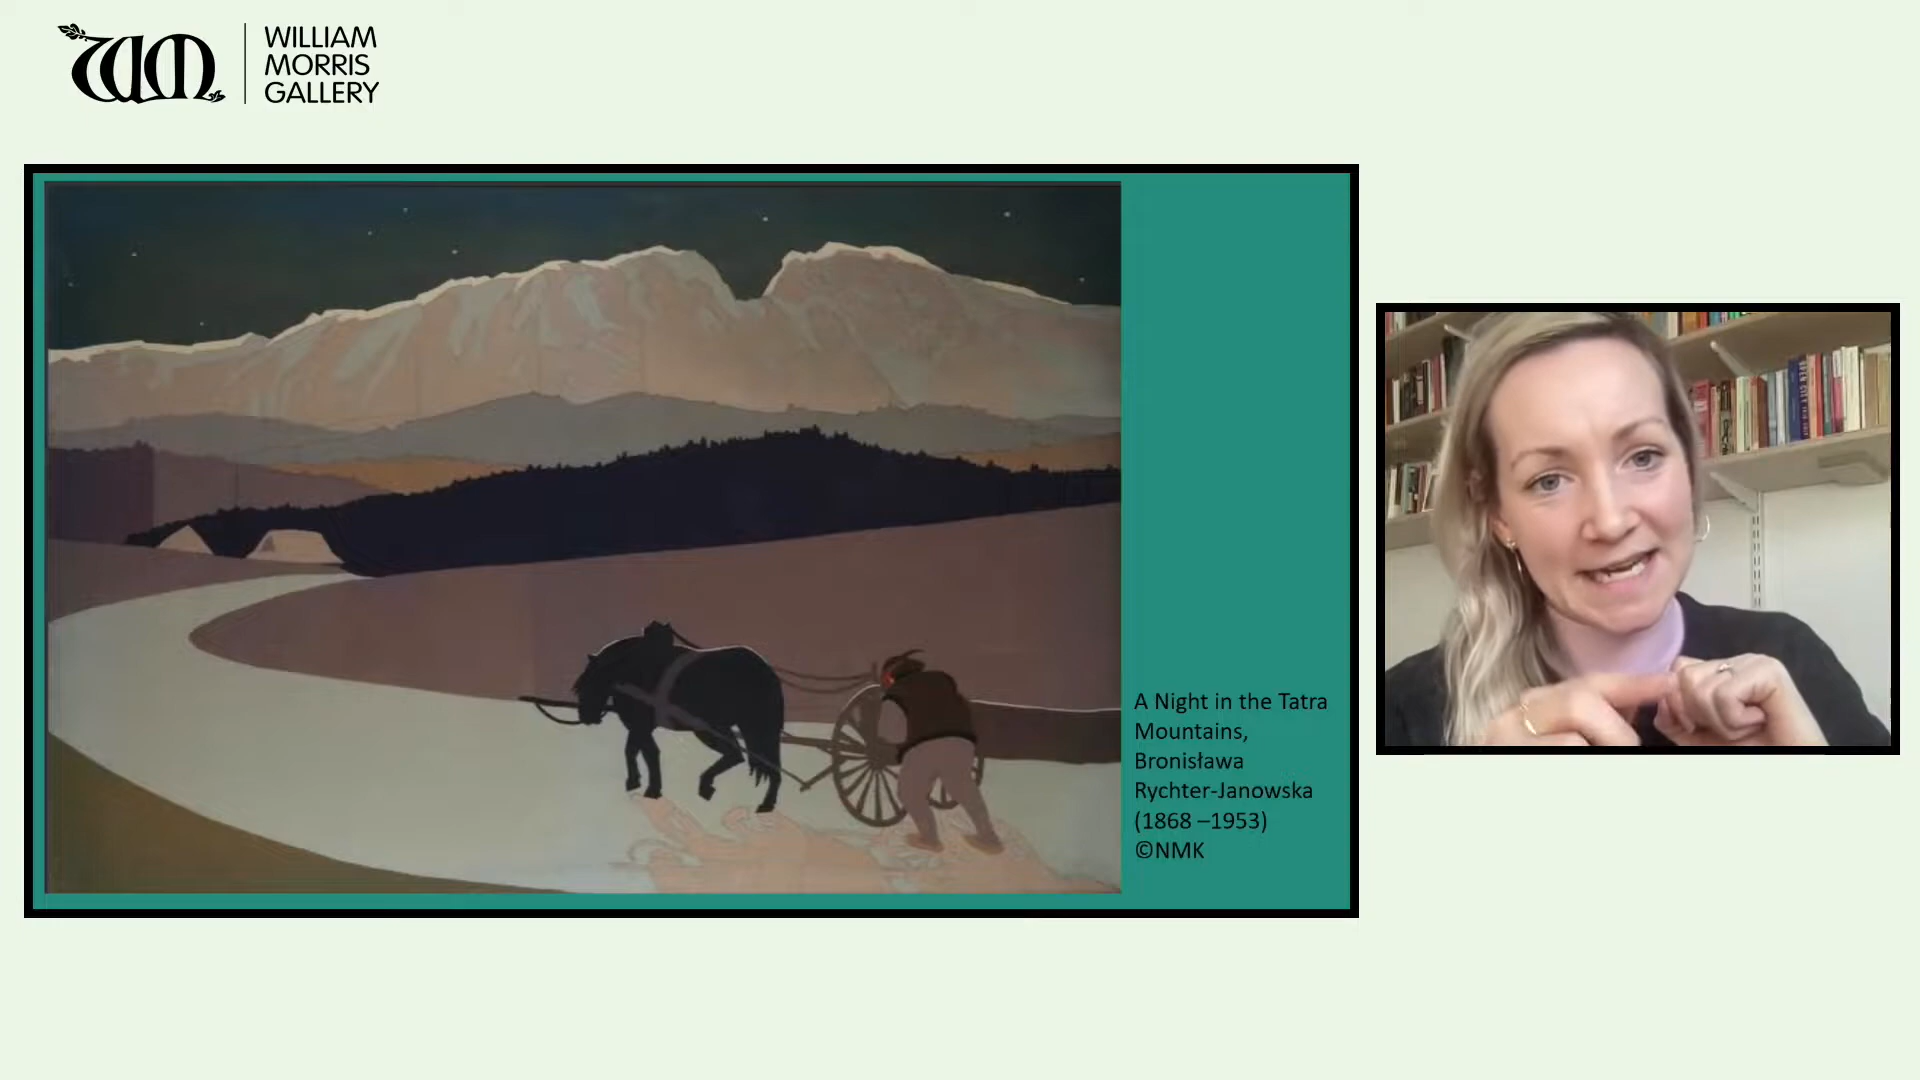 WILLIAM
MORRIS
GALLERY
A Night in the Tatra
Mountains,
Bronisława
Rychter-Janowska
(1868 –1953)
©NMK